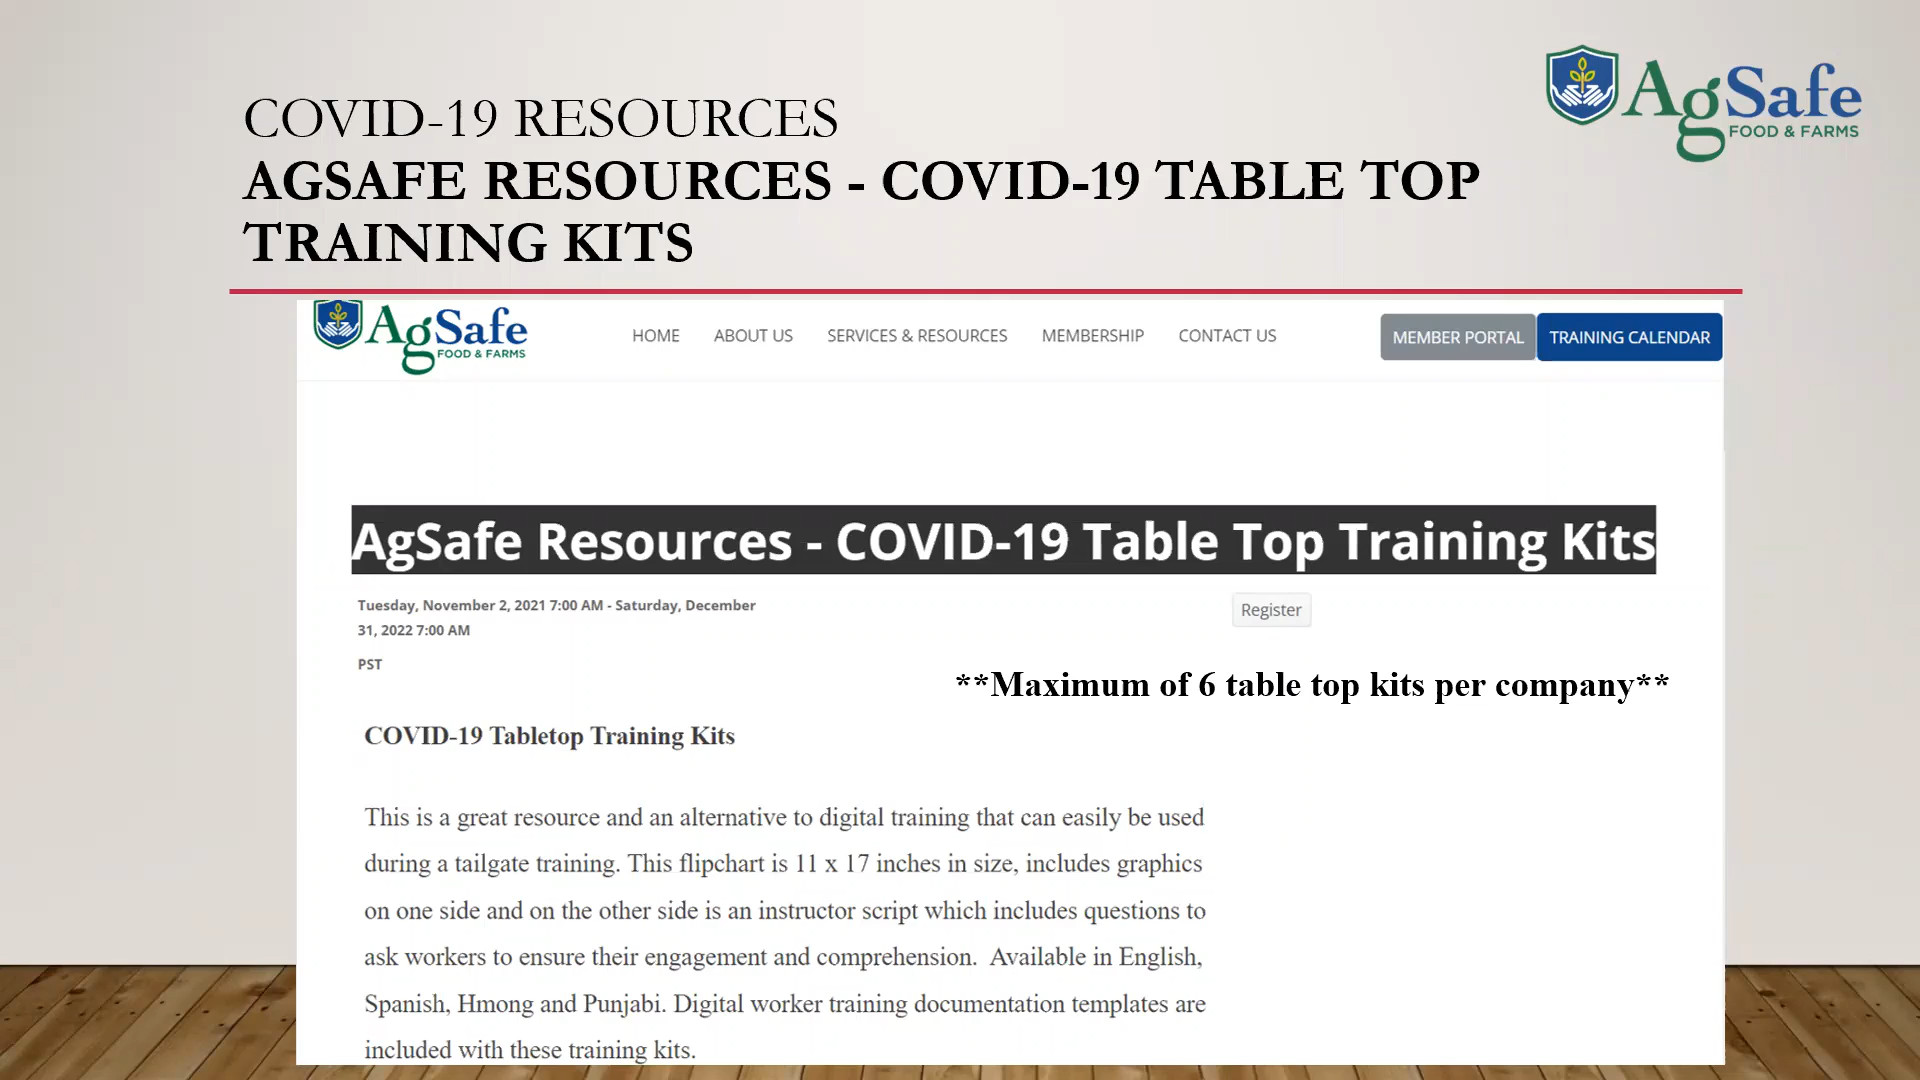 AgSafe
FOOD & FARMS
COVID-19 RESOURCES
AGSAFE RESOURCES - COVID-19 TABLE TOP
TRAINING KITS
AgSafe
FOOD & FARMS
HOME ABOUT US SERVICES & RESOURCES MEMBERSHIP CONTACT US MEMBER PORTAL TRAINING CALENDAR
AgSafe Resources - COVID-19 Table Top Training Kits
Tuesday, November 2, 2021 7:00 AM - Saturday, December
31, 2022 7:00 AM
PST
Register
**Maximum of 6 table top kits per company**
COVID-19 Tabletop Training Kits
This is a great resource and an alternative to digital training that can easily be used
during a tailgate training. This flipchart is 11 x 17 inches in size, includes graphics
on one side and on the other side is an instructor script which includes questions to
ask workers to ensure their engagement and comprehension.  Available in English,
Spanish, Hmong and Punjabi. Digital worker training documentation templates are
included with these training kits.